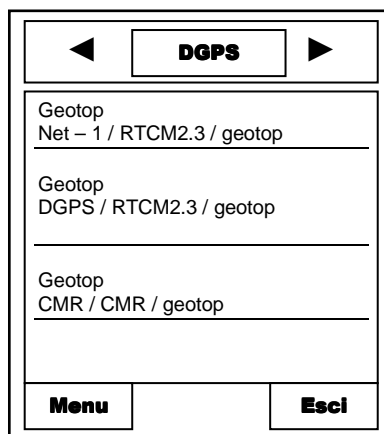 DGPS
Geotop
Net – 1 / RTCM2.3 / geotop
Geotop
DGPS / RTCM2.3 / geotop
Geotop
CMR / CMR / geotop
Menu
Esci